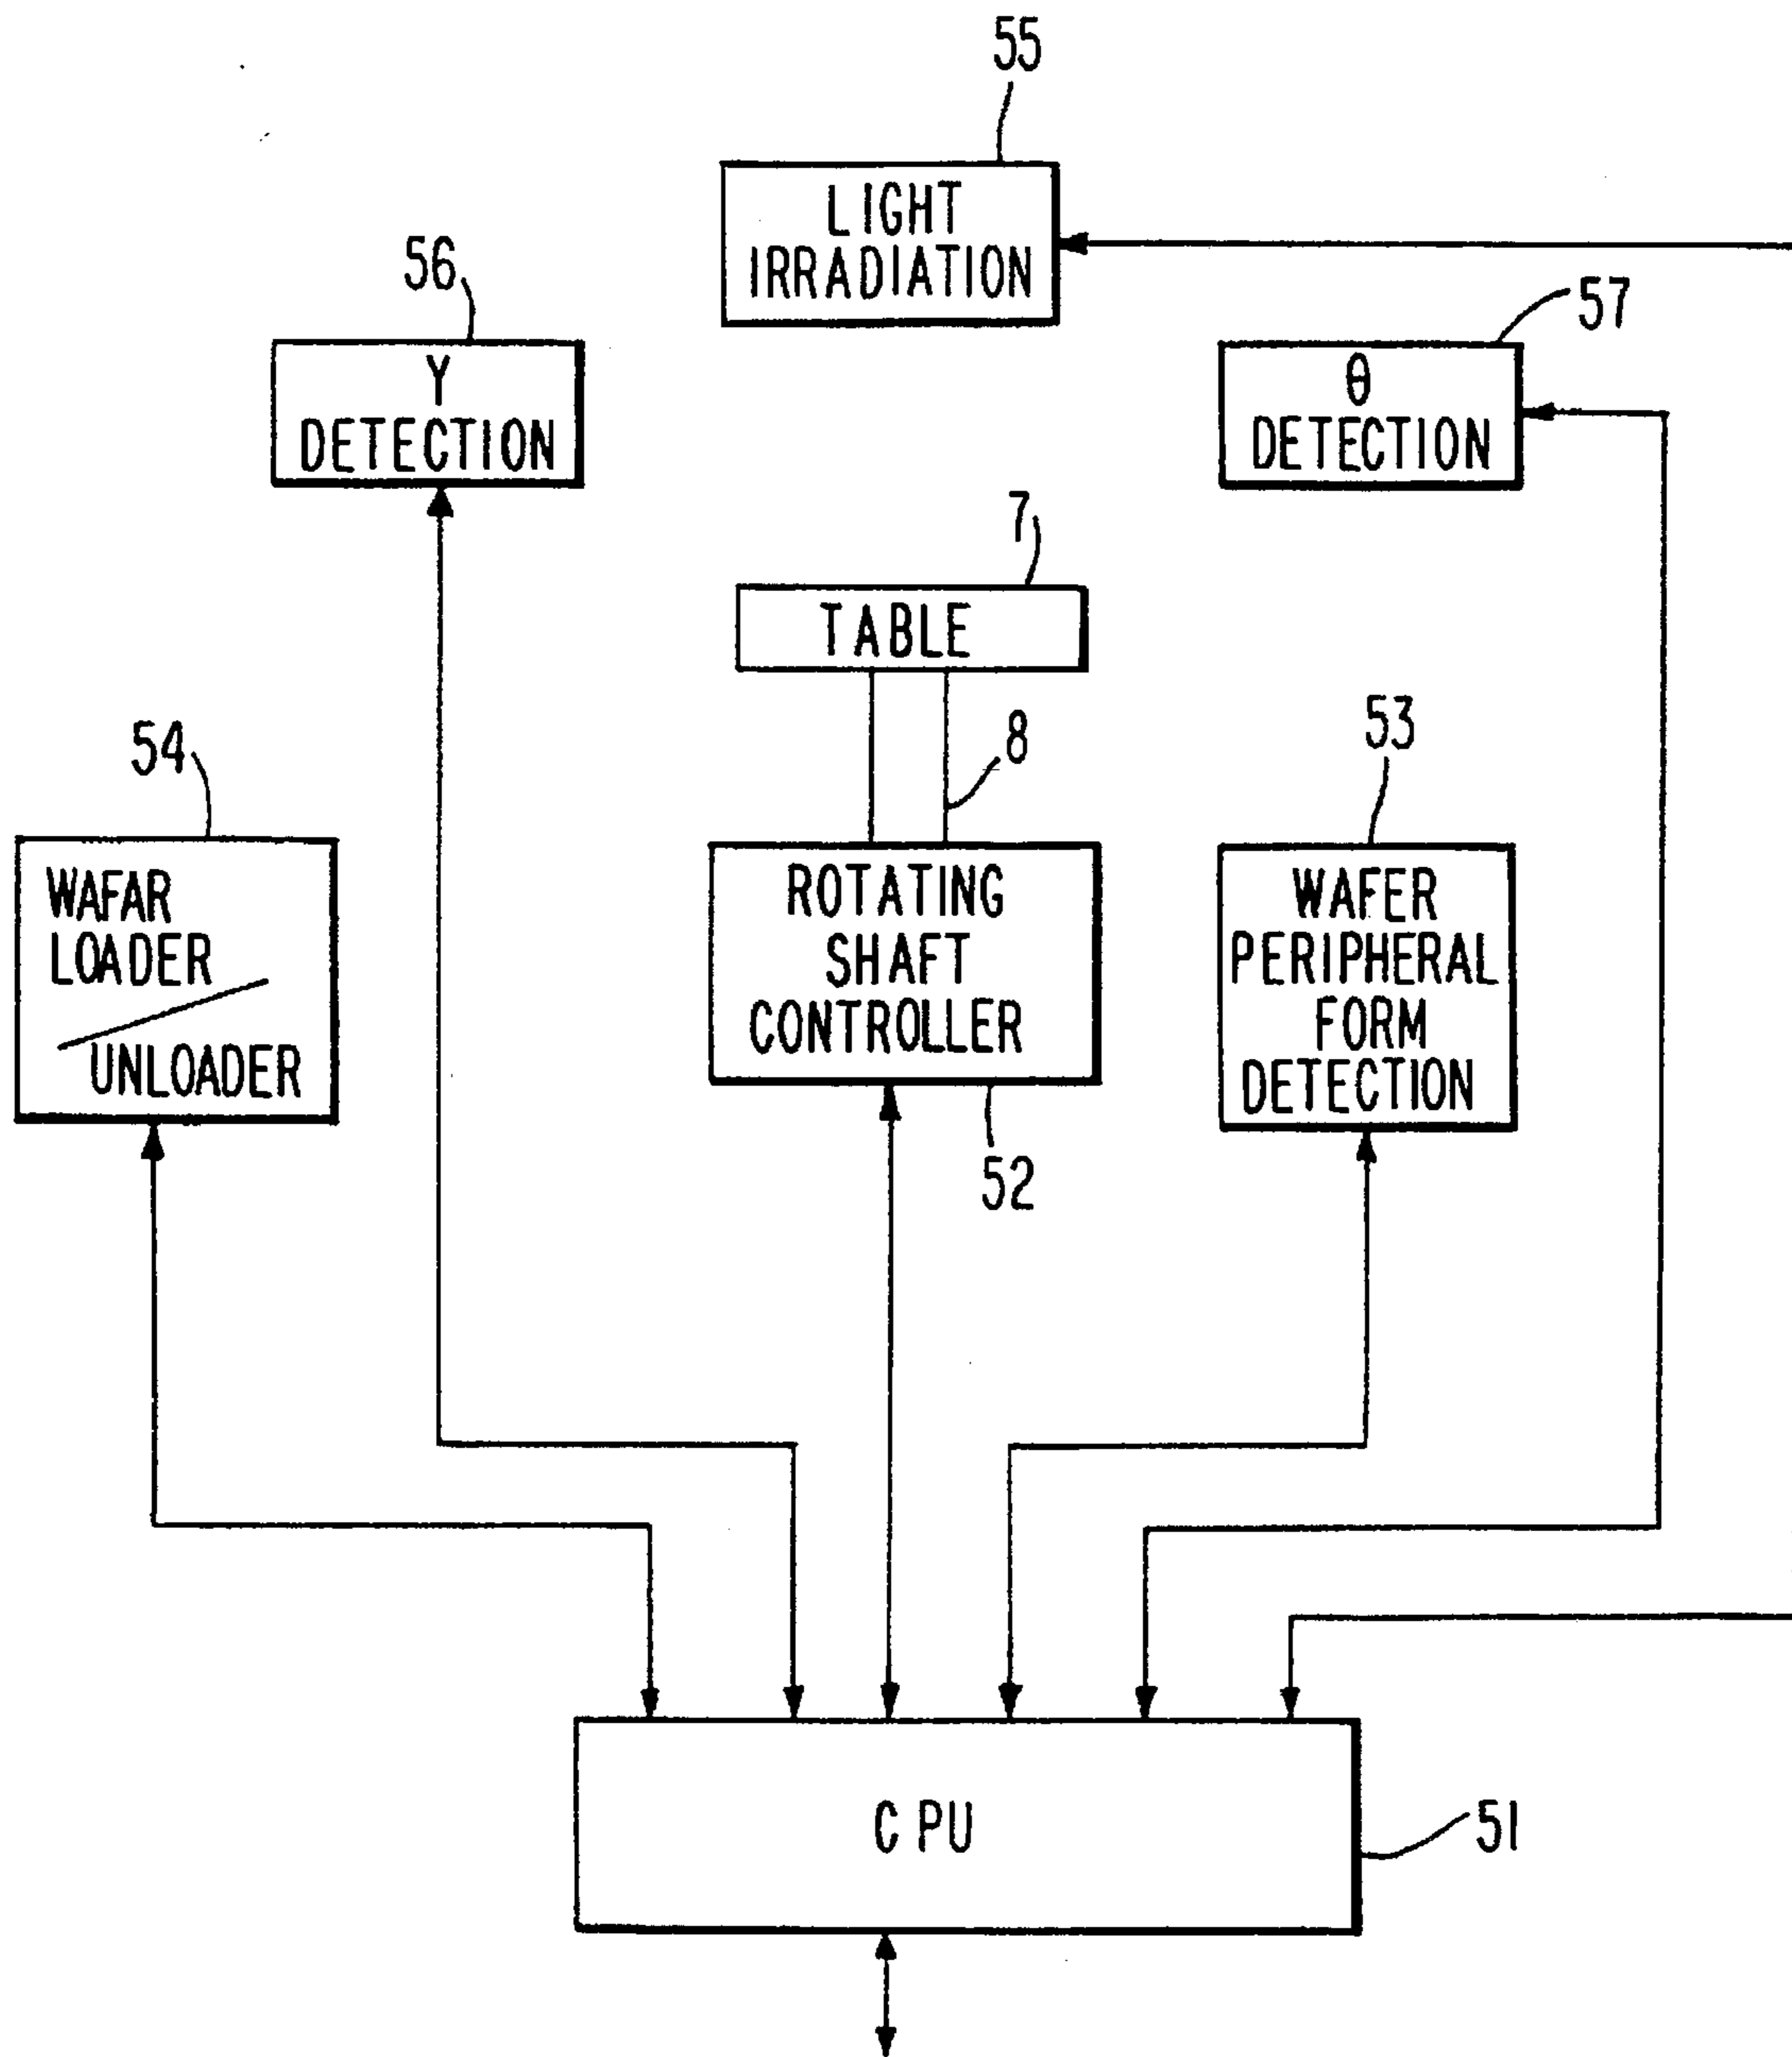 55
LIGHT
IRRADIATION
56
Y
DETECTION
57
θ
DETECTION
7
TABLE
8
54
WAFAR
LOADER
/
UNLOADER
ROTATING
SHAFT
CONTROLLER
52
53
WAFER
PERIPHERAL
FORM
DETECTION
CPU
51